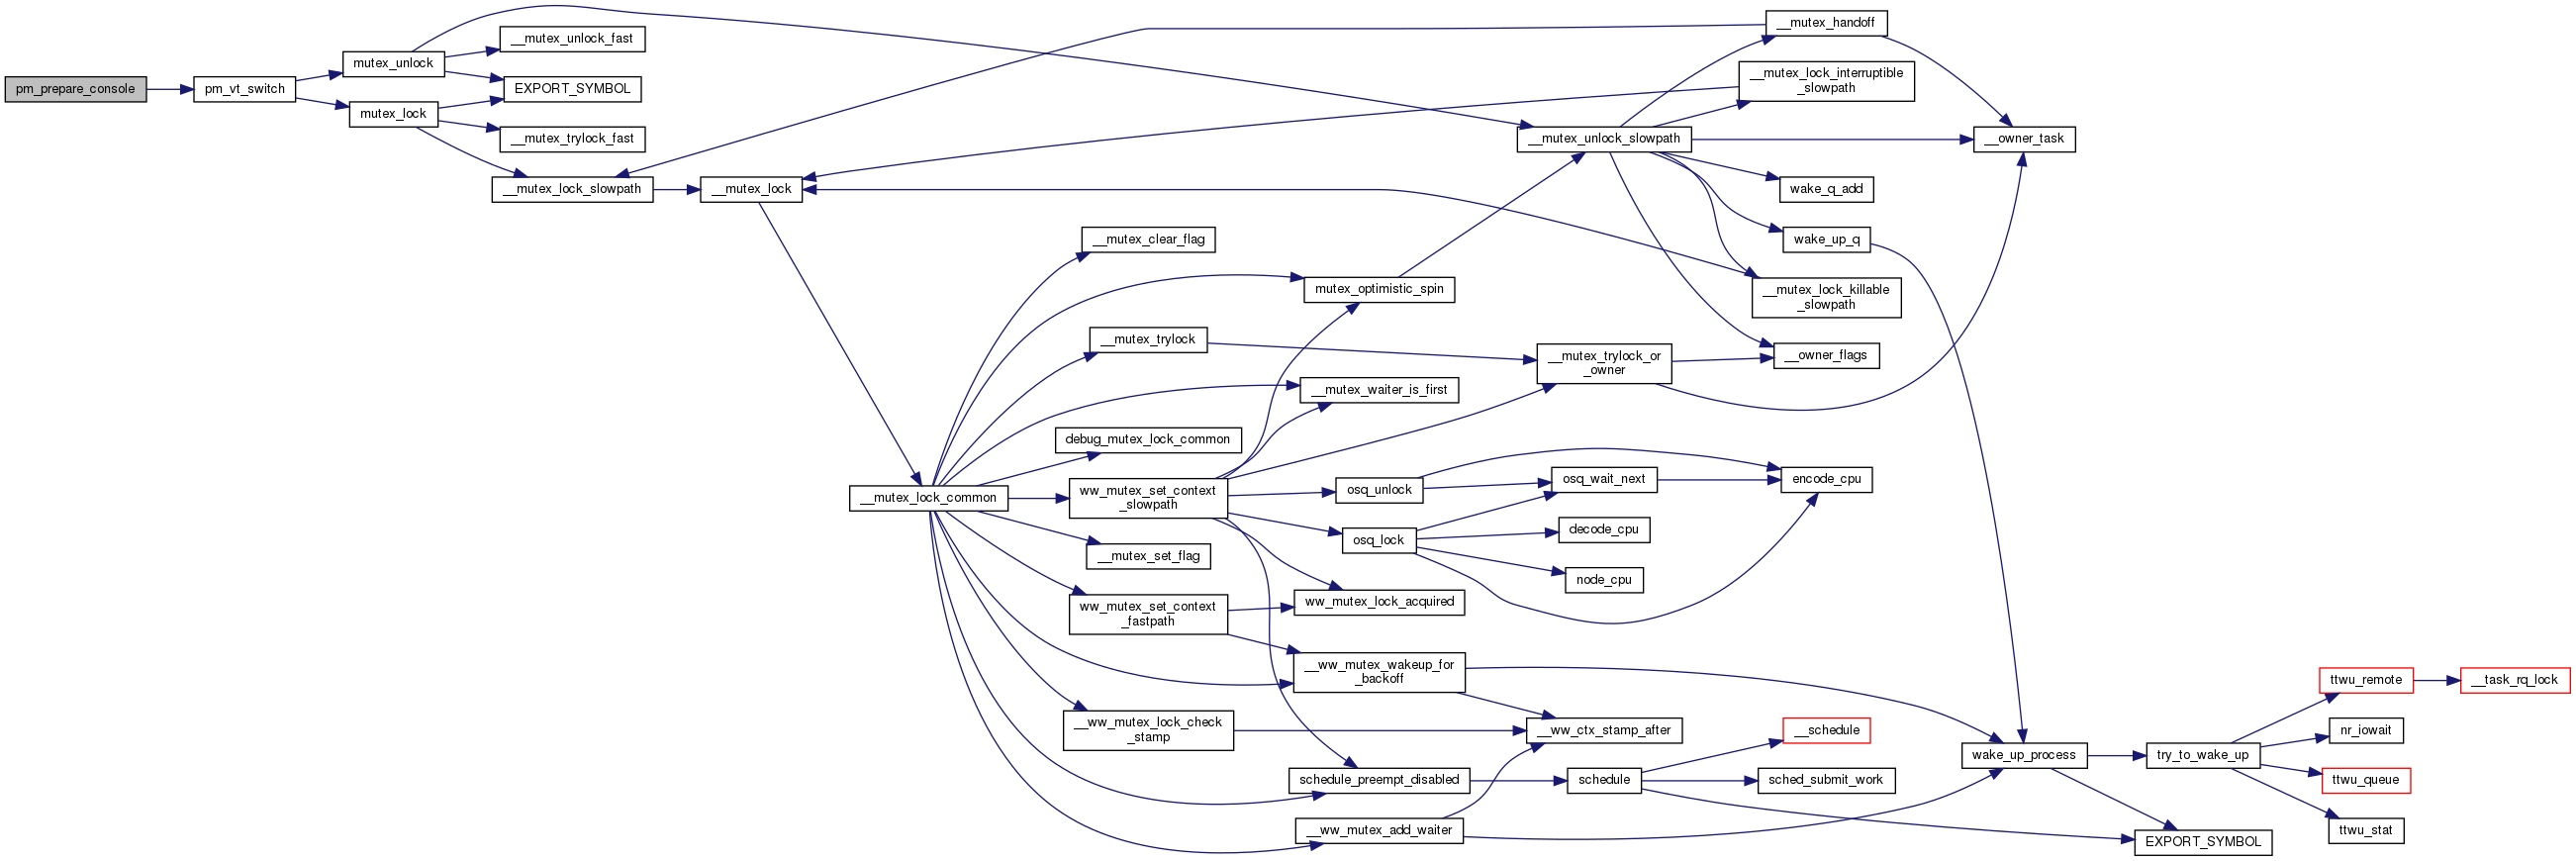 pm_prepare_console
pm_vt_switch
mutex_unlock
mutex_lock
__mutex_unlock_fast
EXPORT_SYMBOL
__mutex_trylock_fast
__mutex_lock_slowpath
__mutex_lock
__mutex_lock_common
__mutex_clear_flag
mutex_optimistic_spin
__mutex_trylock
__mutex_waiter_is_first
debug_mutex_lock_common
ww_mutex_set_context
_slowpath
__mutex_set_flag
ww_mutex_set_context
_fastpath
__ww_mutex_lock_check
_stamp
osq_unlock
osq_lock
ww_mutex_lock_acquired
__ww_mutex_wakeup_for
_backoff
schedule_preempt_disabled
__ww_mutex_add_waiter
__mutex_unlock_slowpath
__mutex_trylock_or
_owner
osq_wait_next
decode_cpu
node_cpu
__ww_ctx_stamp_after
schedule
__mutex_handoff
__mutex_lock_interruptible
_slowpath
wake_q_add
wake_up_q
__mutex_lock_killable
_slowpath
__owner_flags
encode_cpu
__schedule
sched_submit_work
__owner_task
wake_up_process
try_to_wake_up
EXPORT_SYMBOL
ttwu_remote
nr_iowait
ttwu_queue
ttwu_stat
__task_rq_lock